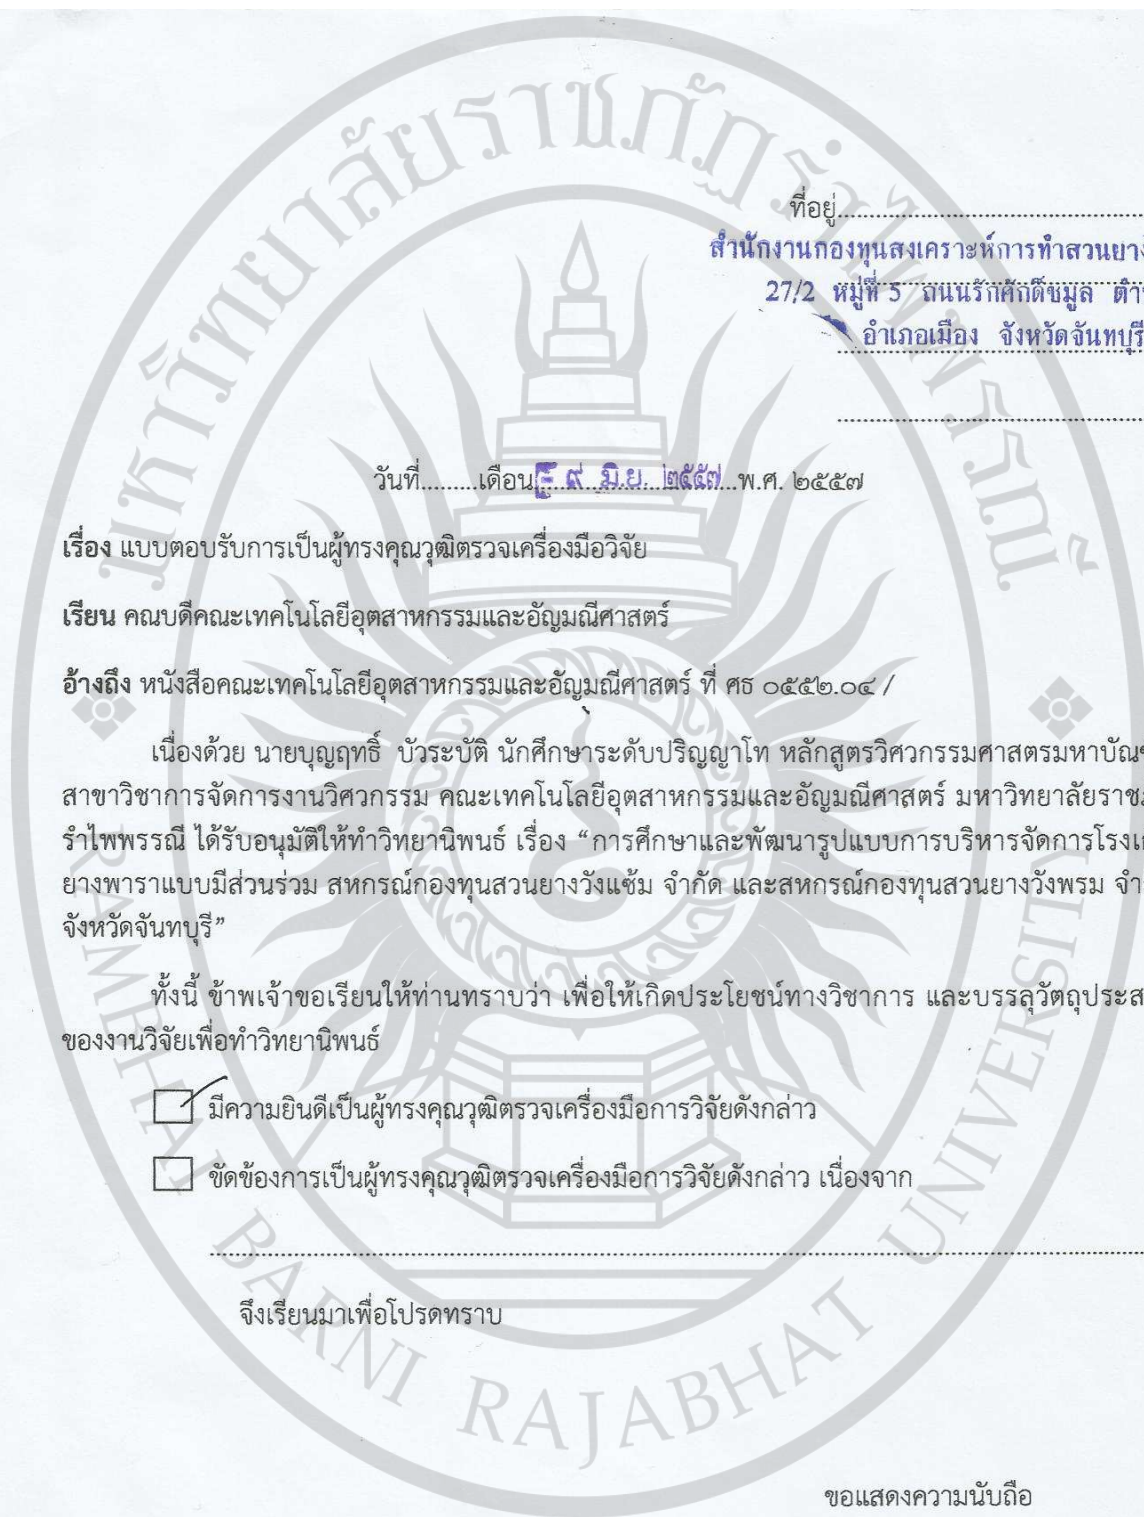 มหาวิทยาลัยราชภัฏรำไพพรรณี
ที่อยู่
สำนักงานกองทุนสงเคราะห์การทำสวนยาง
27/2 หมู่ที่ 5 ถนนรักศักดิ์ชมูล
อำเภอเมือง จังหวัดจันทบุรี
วันที่.........เดือน ๙ มิ.ย. ๒๕๕๗ พ.ศ. ๒๕๕๗
เรื่อง แบบตอบรับการเป็นผู้ทรงคุณวุฒิตรวจเครื่องมือวิจัย
เรียน คณบดีคณะเทคโนโลยีอุตสาหกรรมและอัญมณีศาสตร์
อ้างถึง หนังสือคณะเทคโนโลยีอุตสาหกรรมและอัญมณีศาสตร์ ที่ ศธ ๐๕๕๒.๐๔ /
เนื่องด้วย นายบุญฤทธิ์ บัวระบัติ นักศึกษาระดับปริญญาโท หลักสูตรวิศวกรรมศาสตรมหาบัณ
สาขาวิชาการจัดการงานวิศวกรรม คณะเทคโนโลยีอุตสาหกรรมและอัญมณีศาสตร์ มหาวิทยาลัยราช
รำไพพรรณี ได้รับอนุมัติให้ทำวิทยานิพนธ์ เรื่อง “การศึกษาและพัฒนารูปแบบการบริหารจัดการโรง
ยางพาราแบบมีส่วนร่วม สหกรณ์กองทุนสวนยางวังแซ้ม จำกัด และสหกรณ์กองทุนสวนยางวังพรม จำ
จังหวัดจันทบุรี”
ทั้งนี้ ข้าพเจ้าขอเรียนให้ท่านทราบว่า เพื่อให้เกิดประโยชน์ทางวิชาการ และบรรลุวัตถุประส
ของงานวิจัยเพื่อทำวิทยานิพนธ์
มีความยินดีเป็นผู้ทรงคุณวุฒิตรวจเครื่องมือการวิจัยดังกล่าว
ขัดข้องการเป็นผู้ทรงคุณวุฒิตรวจเครื่องมือการวิจัยดังกล่าว เนื่องจาก
จึงเรียนมาเพื่อโปรดทราบ
ขอแสดงความนับถือ
RAMBHAI BARNI RAJABHAT UNIVERSITY